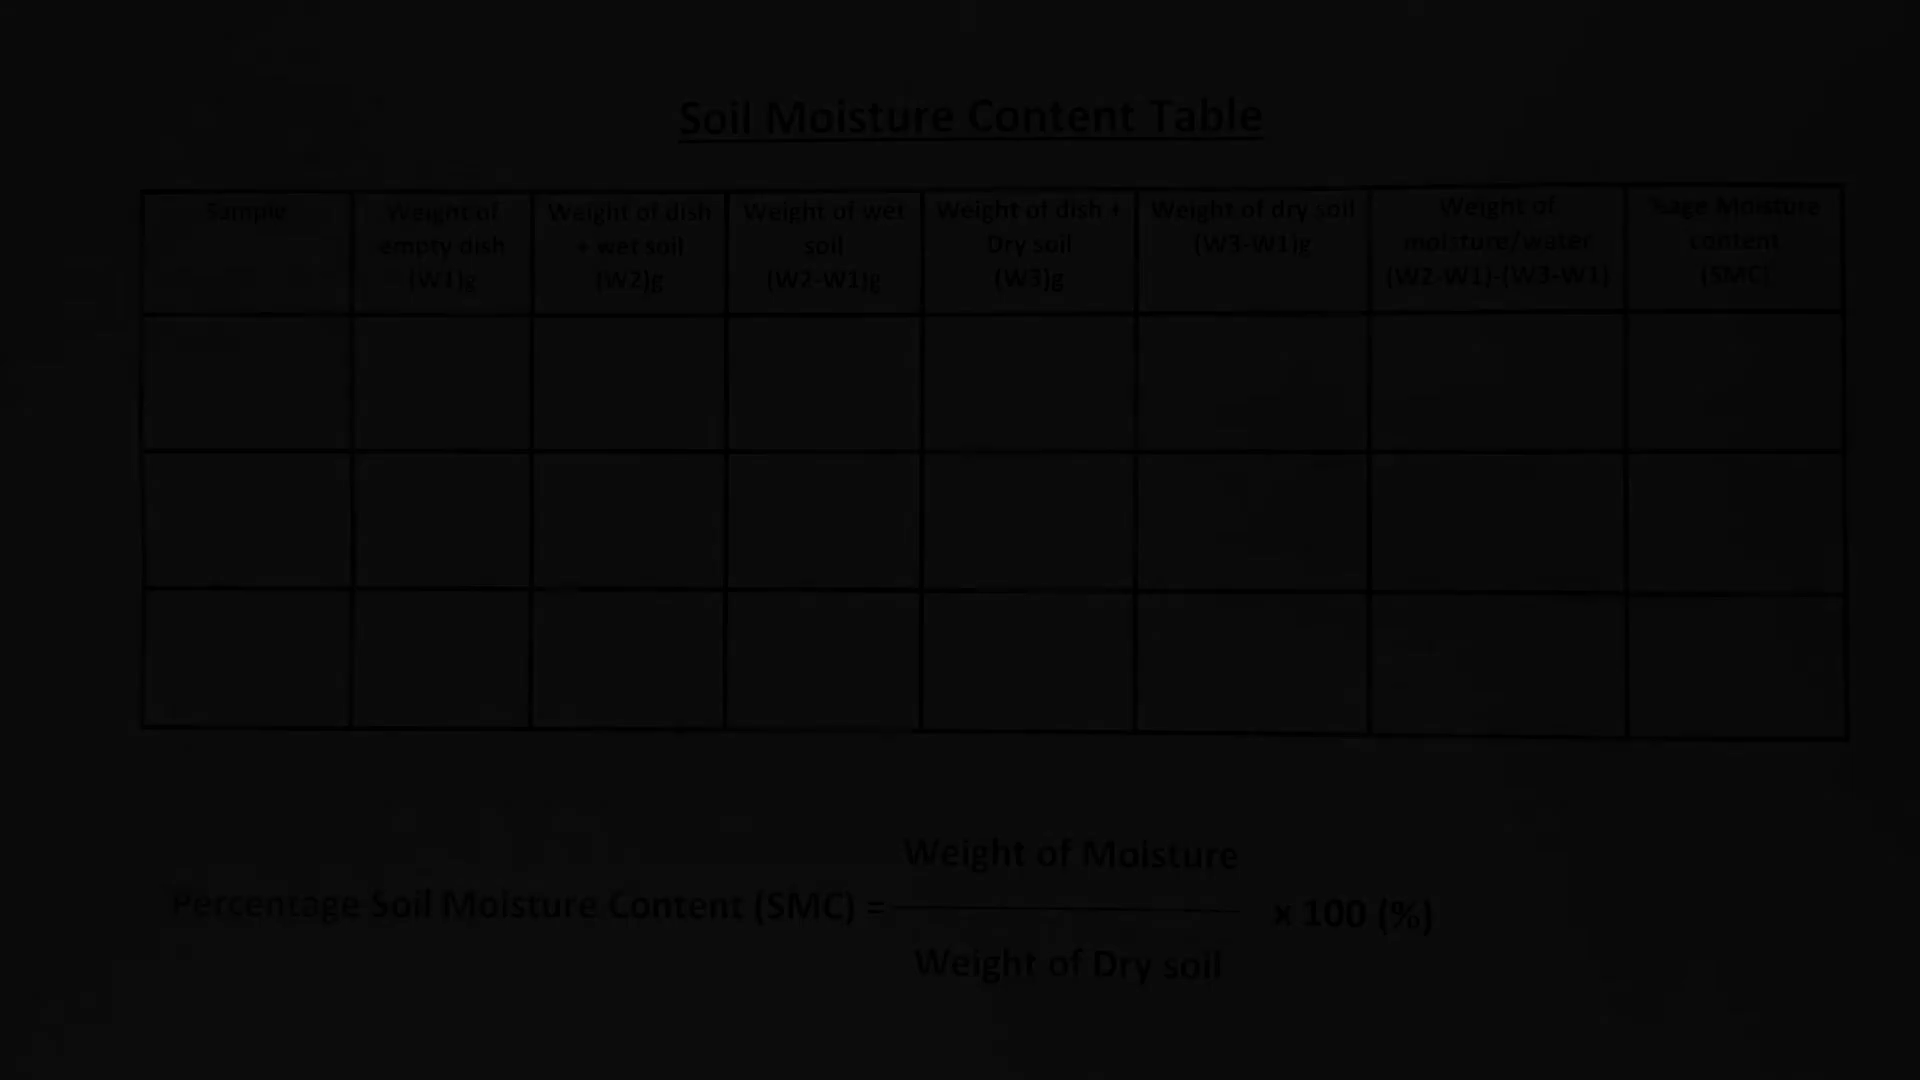 Soil Moisture Content Table
Sample
Weight of
empty dish
(W1)g
Weight of dish
+ wet soil
(W2)g
Weight of wet
soil
(W2-W1)g
Weight of dish +
Dry soil
(W3)g
Weight of dry soil
(W3-W1)g
Weight of
moisture/water
(W2-W1)-(W3-W1)
%age Moisture
content
(SMC)
Weight of Moisture
Percentage Soil Moisture Content (SMC) = x 100 (%)
Weight of Dry soil